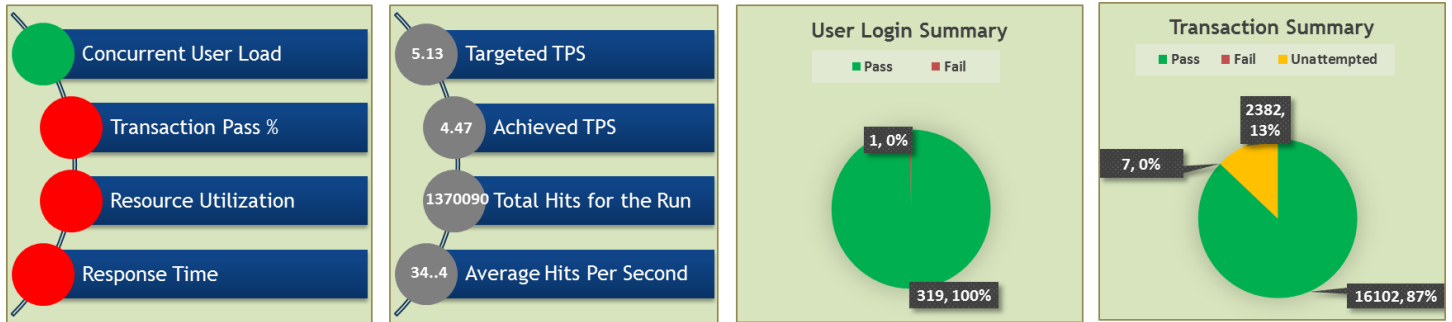 Concurrent User Load
Transaction Pass %
Resource Utilization
Response Time
5.13 Targeted TPS
4.47 Achieved TPS
1370090 Total Hits for the Run
34..4 Average Hits Per Second
User Login Summary
Pass Fail
1, 0%
319, 100%
Transaction Summary
Pass Fail Unattempted
2382,
13%
7, 0%
16102, 87%